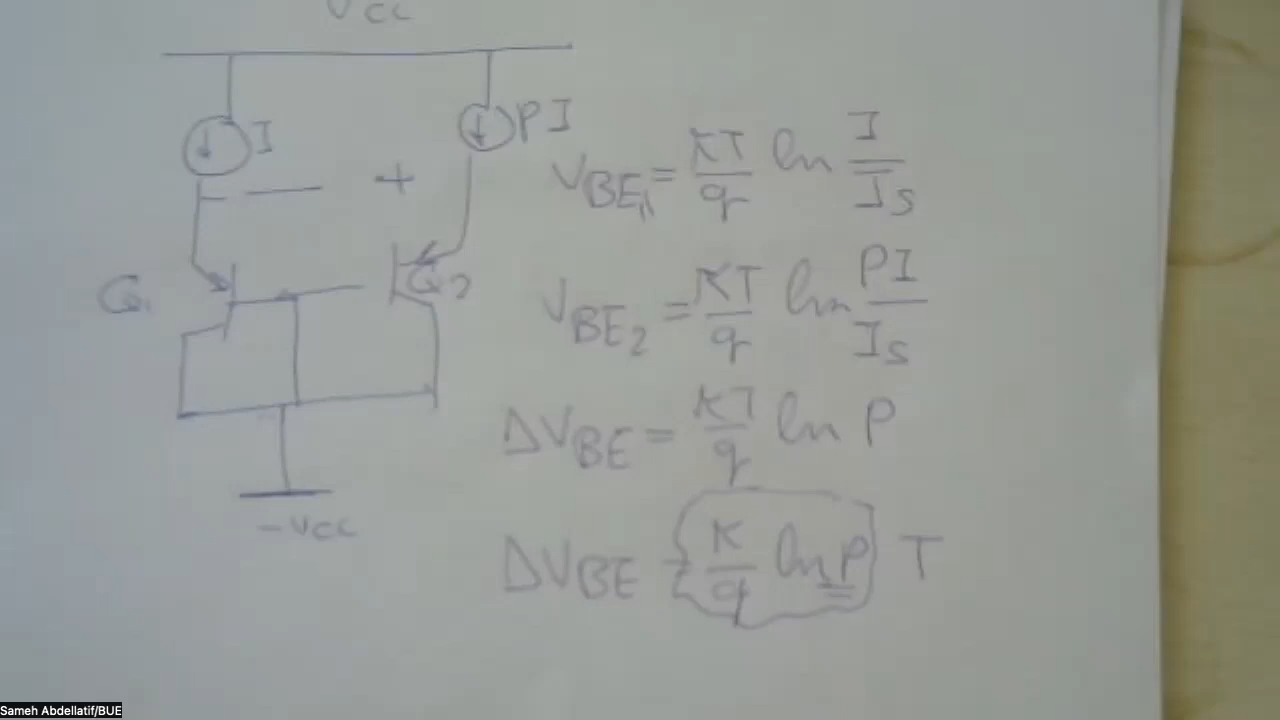 VCC
I
PI
− +
Q1
Q2
-VCC
VBE1 = KT/q ln I/Is
VBE2 = KT/q ln PI/Is
ΔVBE = KT/q ln P
ΔVBE = K/q ln P T
Sameh Abdellatif/BUE